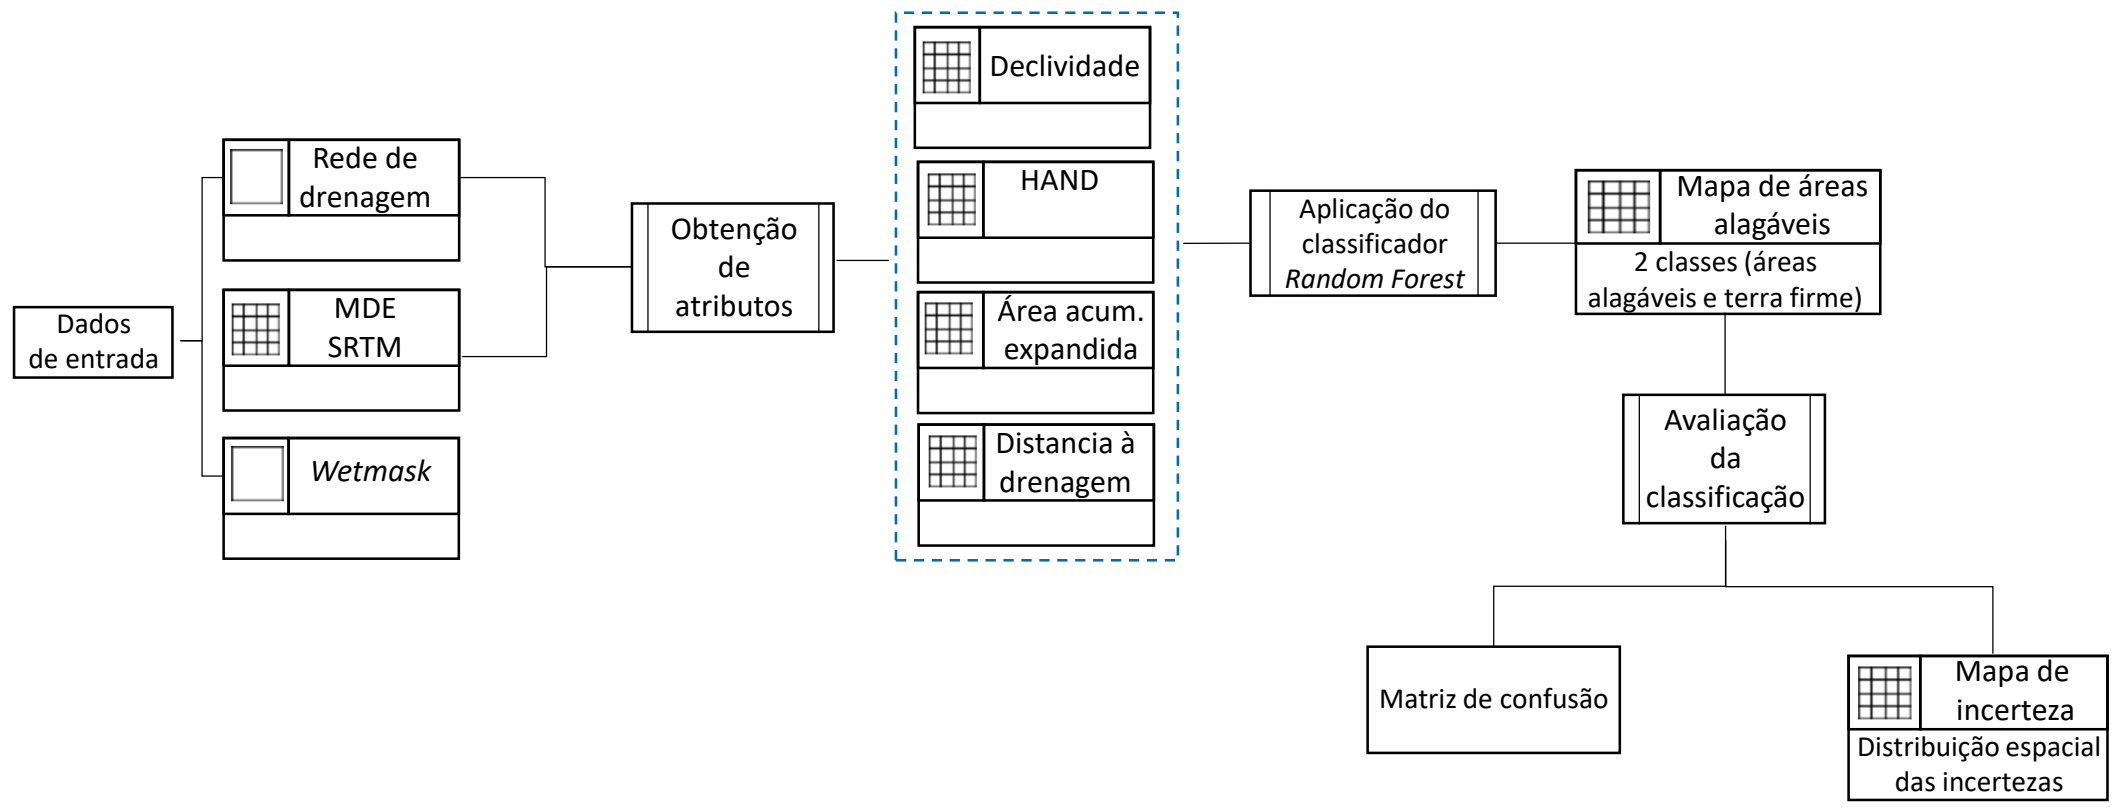 Dados
de entrada
Rede de
drenagem
MDE
SRTM
Wetmask
Obtenção
de
atributos
Declividade
HAND
Área acum.
expandida
Distancia à
drenagem
Aplicação do
classificador
Random Forest
Mapa de áreas
alagáveis
2 classes (áreas
alagáveis e terra firme)
Avaliação
da
classificação
Matriz de confusão
Mapa de
incerteza
Distribuição espacial
das incertezas